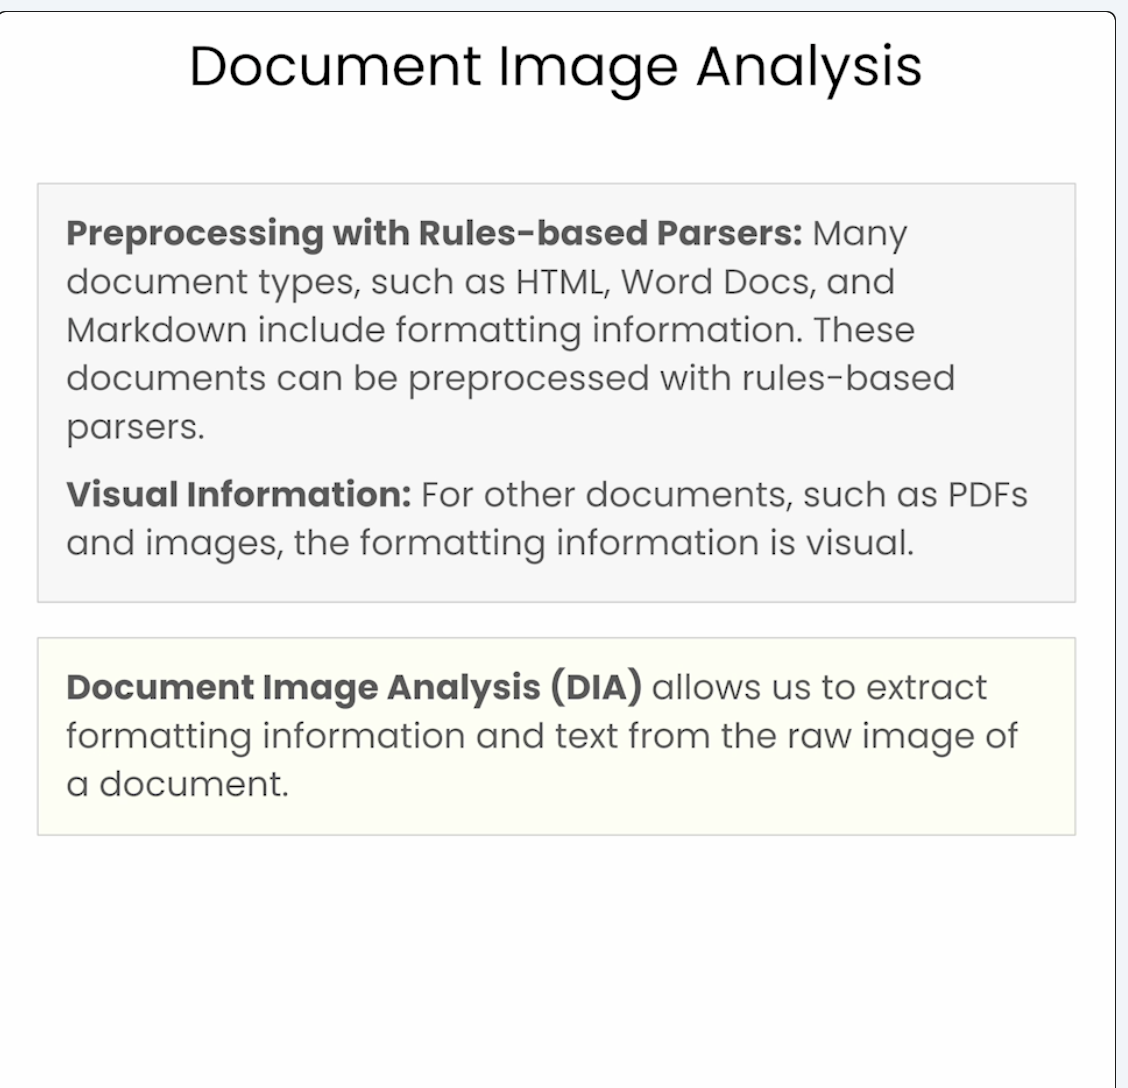 Document Image Analysis
Preprocessing with Rules-based Parsers: Many
document types, such as HTML, Word Docs, and
Markdown include formatting information. These
documents can be preprocessed with rules-based
parsers.
Visual Information: For other documents, such as PDFs
and images, the formatting information is visual.
Document Image Analysis (DIA) allows us to extract
formatting information and text from the raw image of
a document.